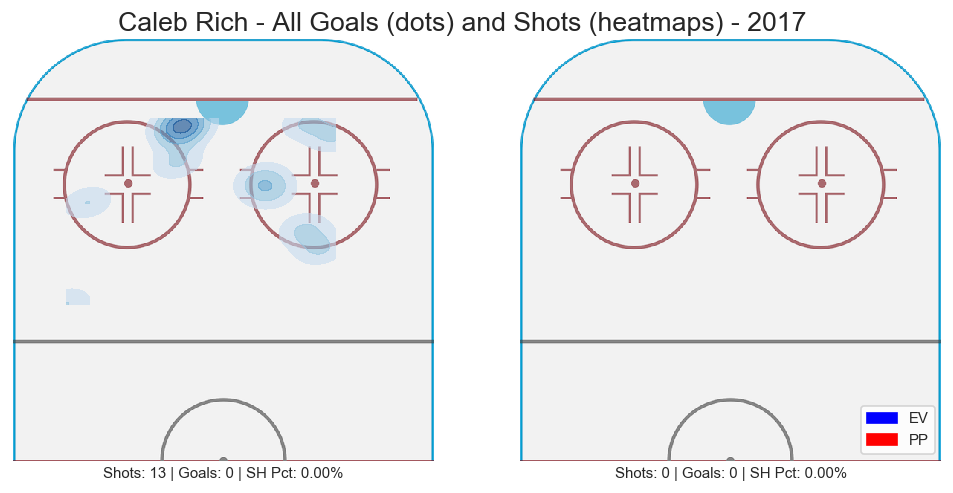 Caleb Rich - All Goals (dots) and Shots (heatmaps) - 2017
EV
PP
Shots: 13 | Goals: 0 | SH Pct: 0.00%
Shots: 0 | Goals: 0 | SH Pct: 0.00%